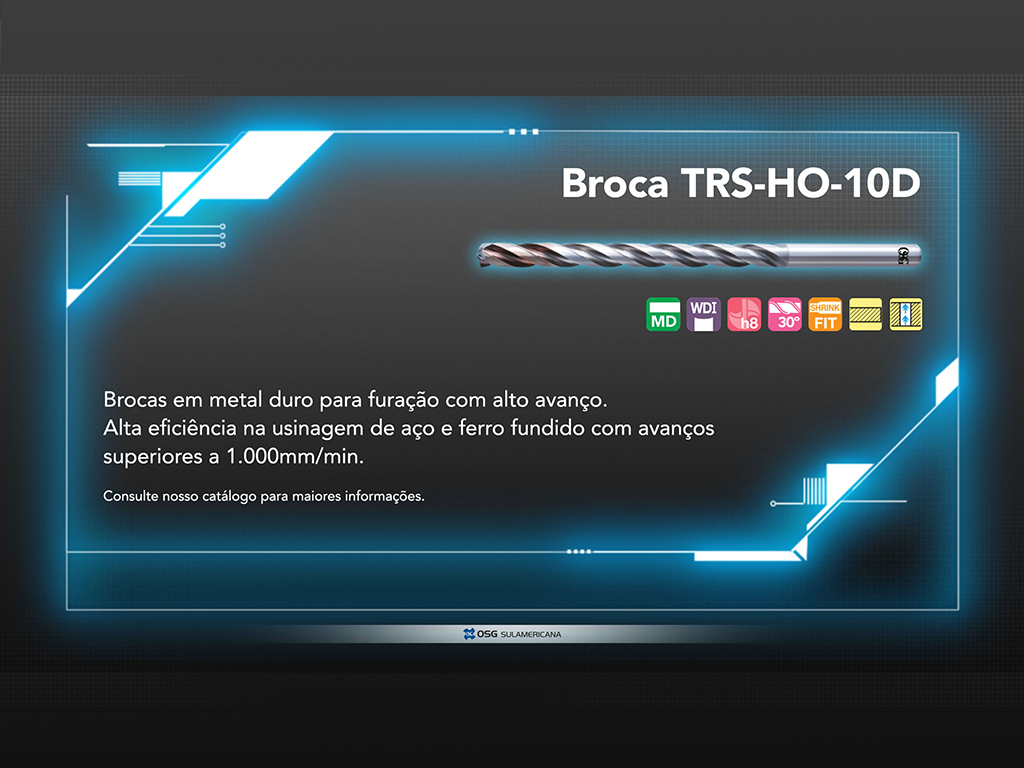 Broca TRS-HO-10D
OSG
MD
WDI
h8
30°
SHRINK
FIT
Brocas em metal duro para furação com alto avanço.
Alta eficiência na usinagem de aço e ferro fundido com avanços
superiores a 1.000mm/min.
Consulte nosso catálogo para maiores informações.
OSG SULAMERICANA